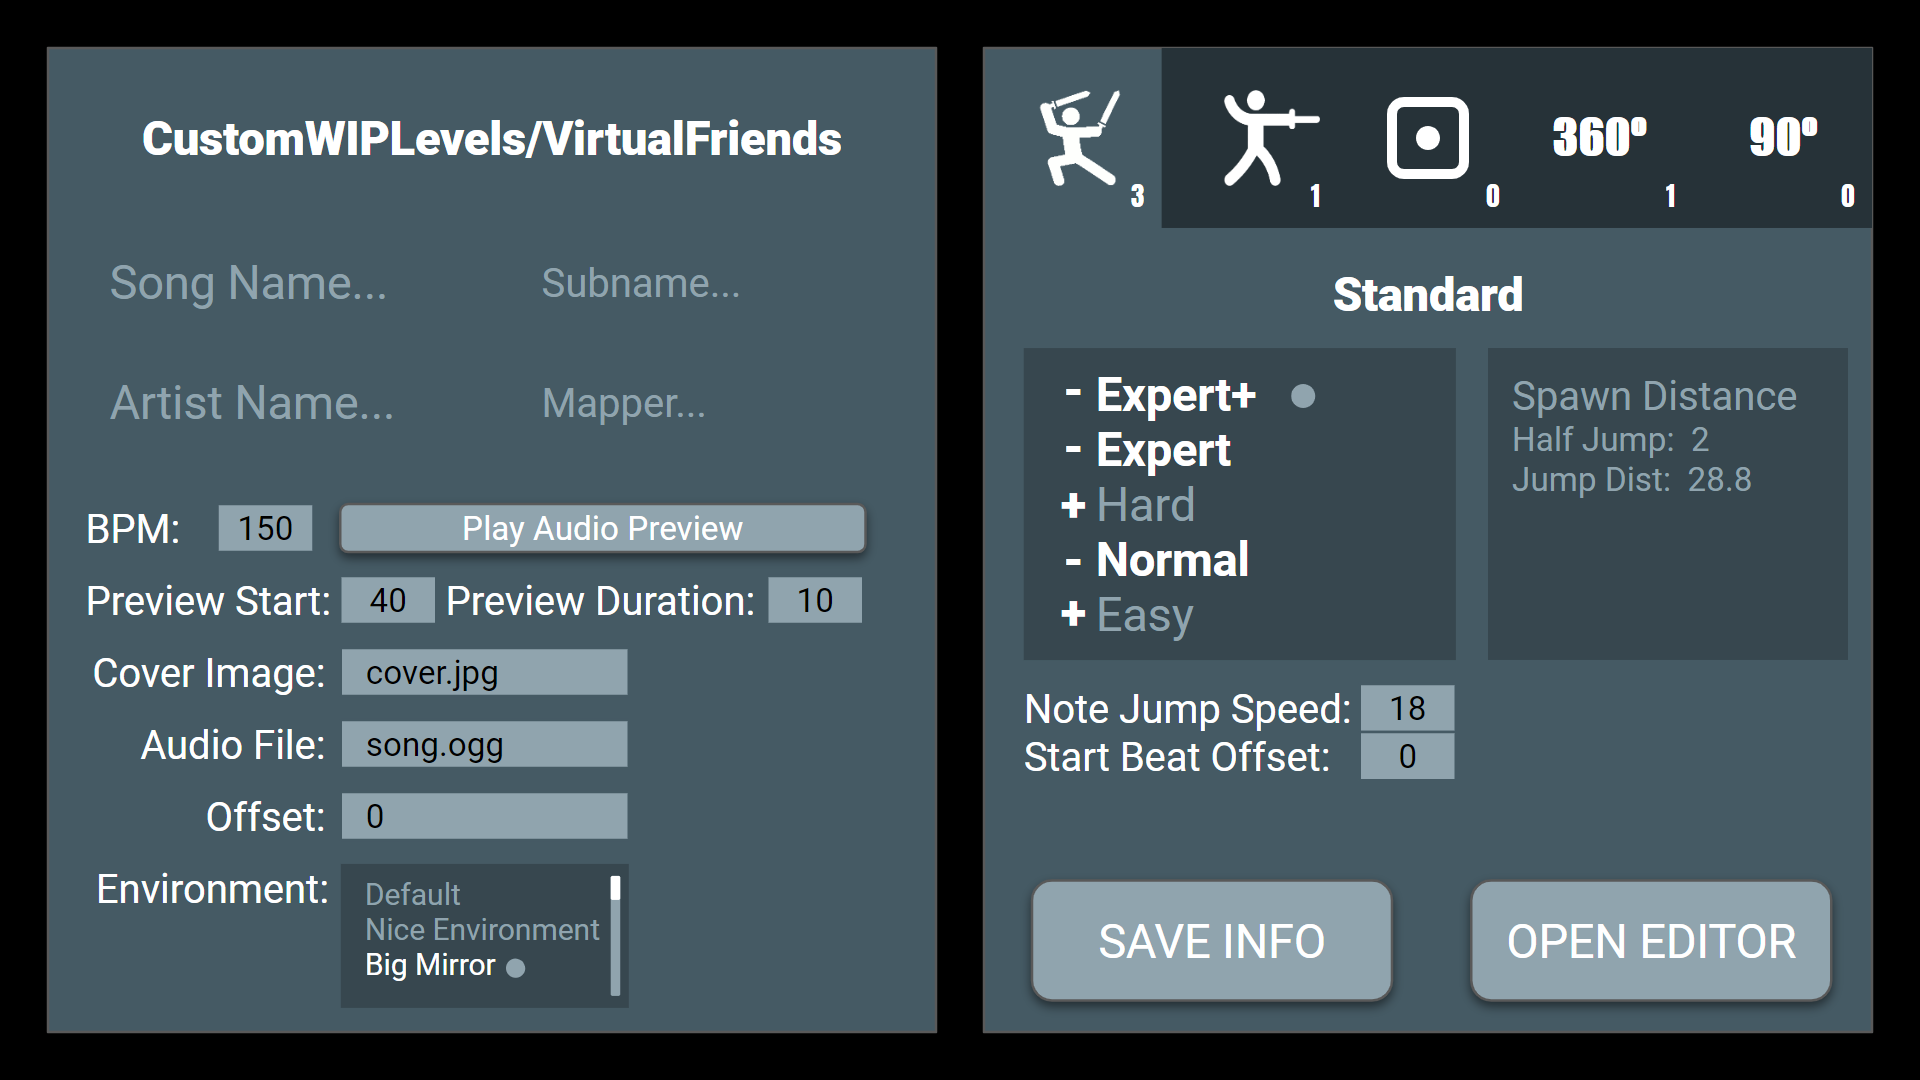 CustomWIPLevels/VirtualFriends
Song Name... Subname...
Artist Name... Mapper...
BPM: 150 Play Audio Preview
Preview Start: 40 Preview Duration: 10
Cover Image: cover.jpg
Audio File: song.ogg
Offset: 0
Environment: Default
Nice Environment
Big Mirror
360º 90º
3 1 0 1 0
Standard
- Expert+
- Expert
+ Hard
- Normal
+ Easy
Spawn Distance
Half Jump: 2
Jump Dist: 28.8
Note Jump Speed: 18
Start Beat Offset: 0
SAVE INFO OPEN EDITOR